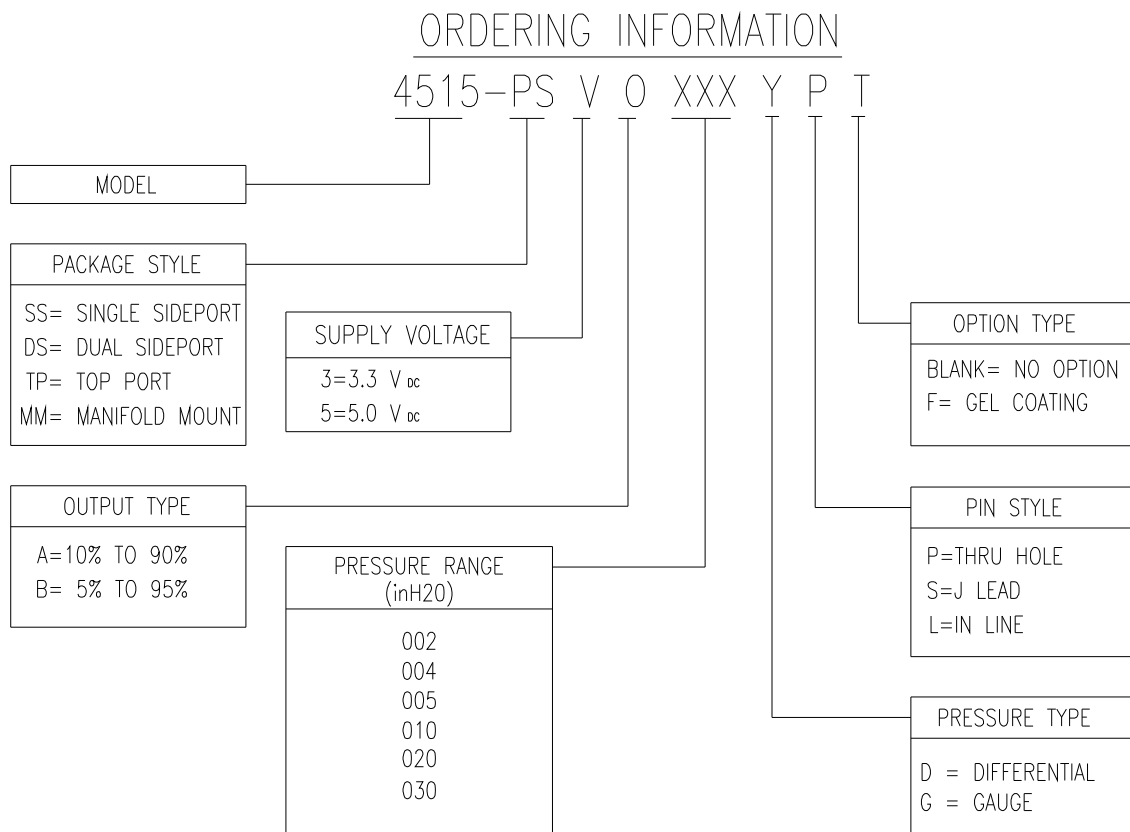 ORDERING INFORMATION
4515-PS V O XXX Y P T
MODEL
PACKAGE STYLE
SS= SINGLE SIDEPORT
DS= DUAL SIDEPORT
TP= TOP PORT
MM= MANIFOLD MOUNT
SUPPLY VOLTAGE
3=3.3 V DC
5=5.0 V DC
OUTPUT TYPE
A=10% TO 90%
B= 5% TO 95%
PRESSURE RANGE
(inH20)
002
004
005
010
020
030
OPTION TYPE
BLANK= NO OPTION
F= GEL COATING
PIN STYLE
P=THRU HOLE
S=J LEAD
L=IN LINE
PRESSURE TYPE
D = DIFFERENTIAL
G = GAUGE